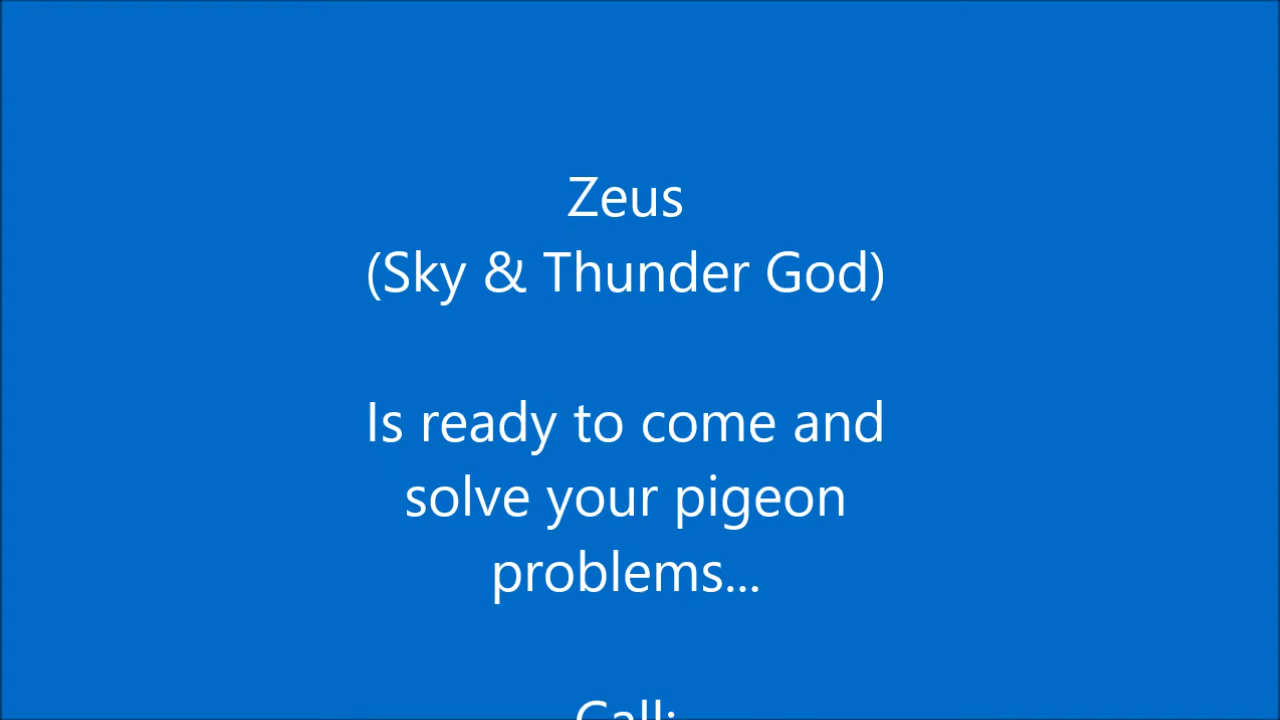 Zeus
(Sky & Thunder God)
Is ready to come and
solve your pigeon
problems...
Call: